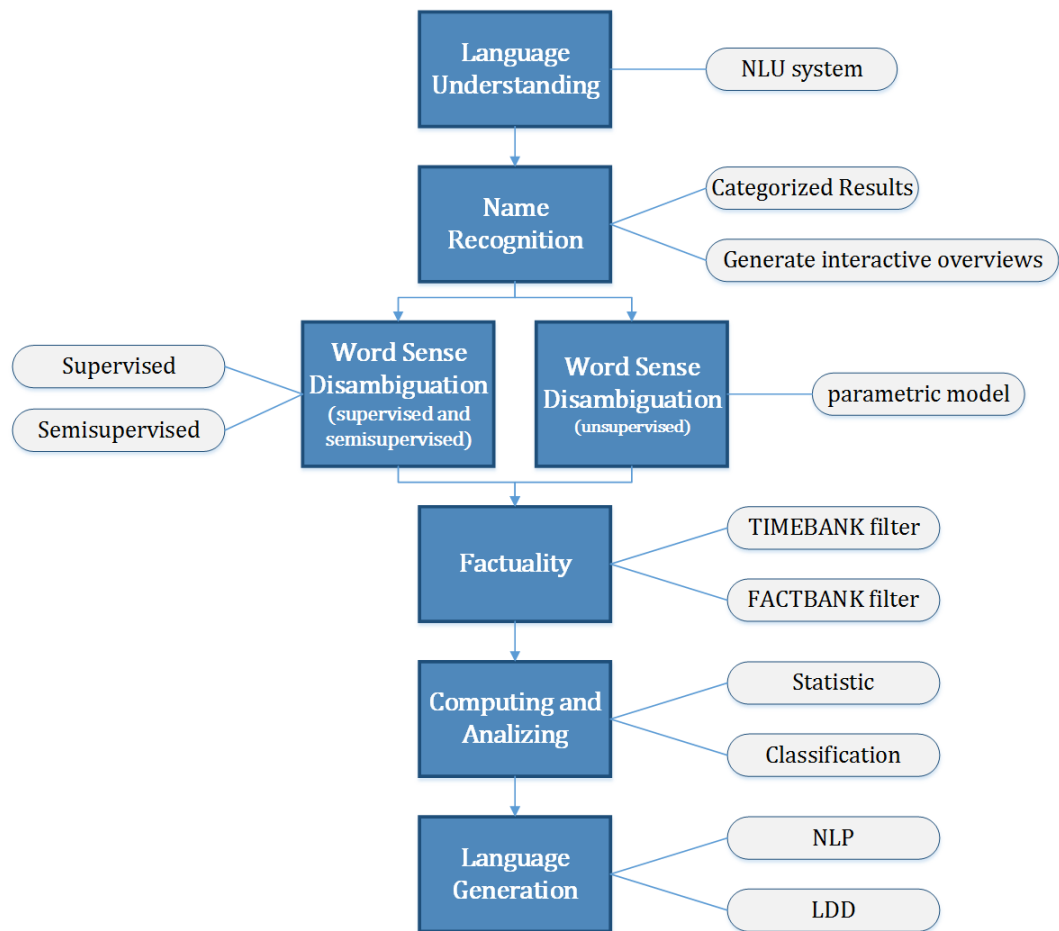 Language
Understanding
NLU system
Name
Recognition
Categorized Results
Generate interactive overviews
Supervised
Semisupervised
Word Sense
Disambiguation
(supervised and
semisupervised)
Word Sense
Disambiguation
(unsupervised)
parametric model
Factuality
TIMEBANK filter
FACTBANK filter
Computing and
Analizing
Statistic
Classification
Language
Generation
NLP
LDD